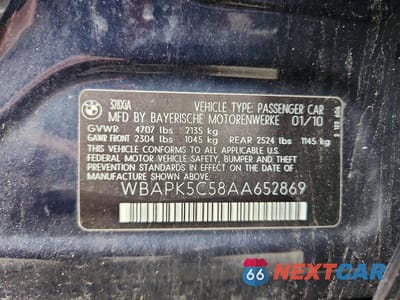 VEHICLE TYPE: PASSENGER CAR
MFD BY BAYERISCHE MOTORENWERKE 01/10
GVWR 4707 lbs 2135 kg
GAWR FRONT 2304 lbs 1045 kg REAR 2524 lbs 1145 kg
THIS VEHICLE CONFORMS TO ALL APPLICABLE
FEDERAL MOTOR VEHICLE SAFETY, BUMPER AND THEFT
PREVENTION STANDARDS IN EFFECT ON THE DATE OF
MANUFACTURE SHOWN ABOVE.
WBAPK5C58AA652869
66 NEXTCAR